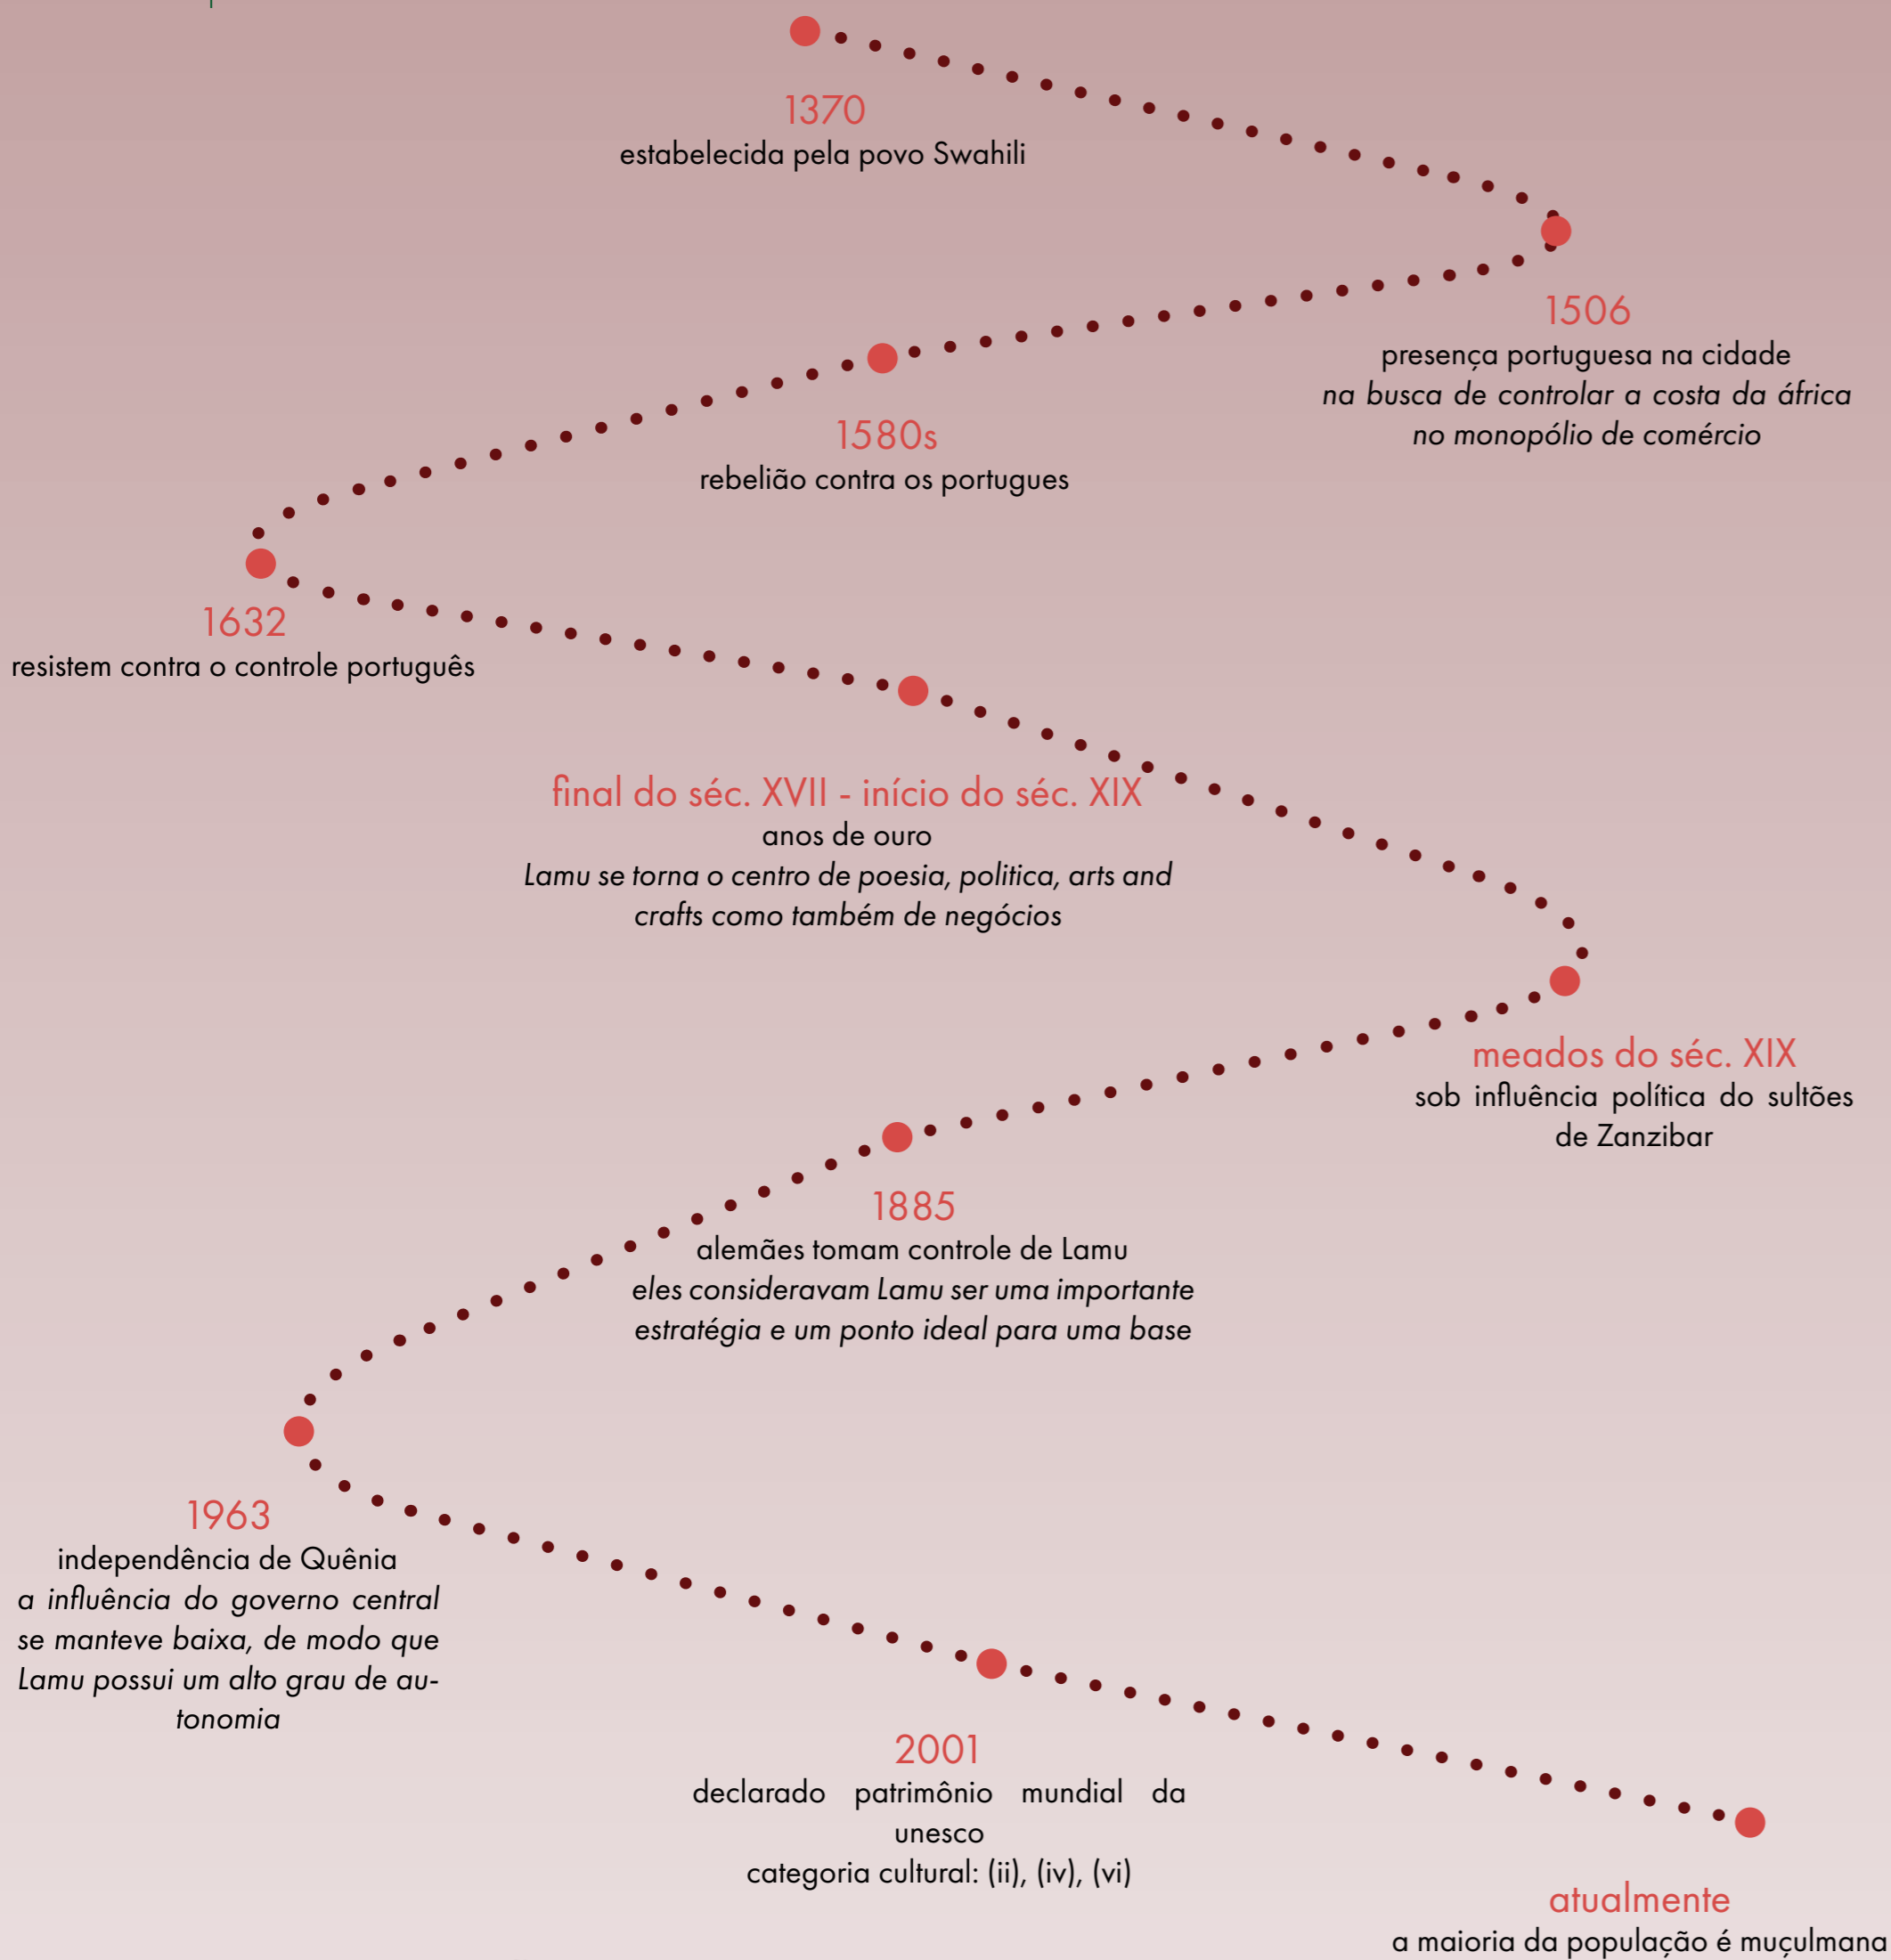 1370
estabelecida pela povo Swahili
1506
presença portuguesa na cidade
na busca de controlar a costa da áfrica
no monopólio de comércio
1580s
rebelião contra os portugues
1632
resistem contra o controle português
final do séc. XVII - início do séc. XIX
anos de ouro
Lamu se torna o centro de poesia, politica, arts and
crafts como também de negócios
meados do séc. XIX
sob influência política do sultões
de Zanzibar
1885
alemães tomam controle de Lamu
eles consideravam Lamu ser uma importante
estratégia e um ponto ideal para uma base
1963
independência de Quênia
a influência do governo central
se manteve baixa, de modo que
Lamu possui um alto grau de au-
tonomia
2001
declarado patrimônio mundial da
unesco
categoria cultural: (ii), (iv), (vi)
atualmente
a maioria da população é muçulmana